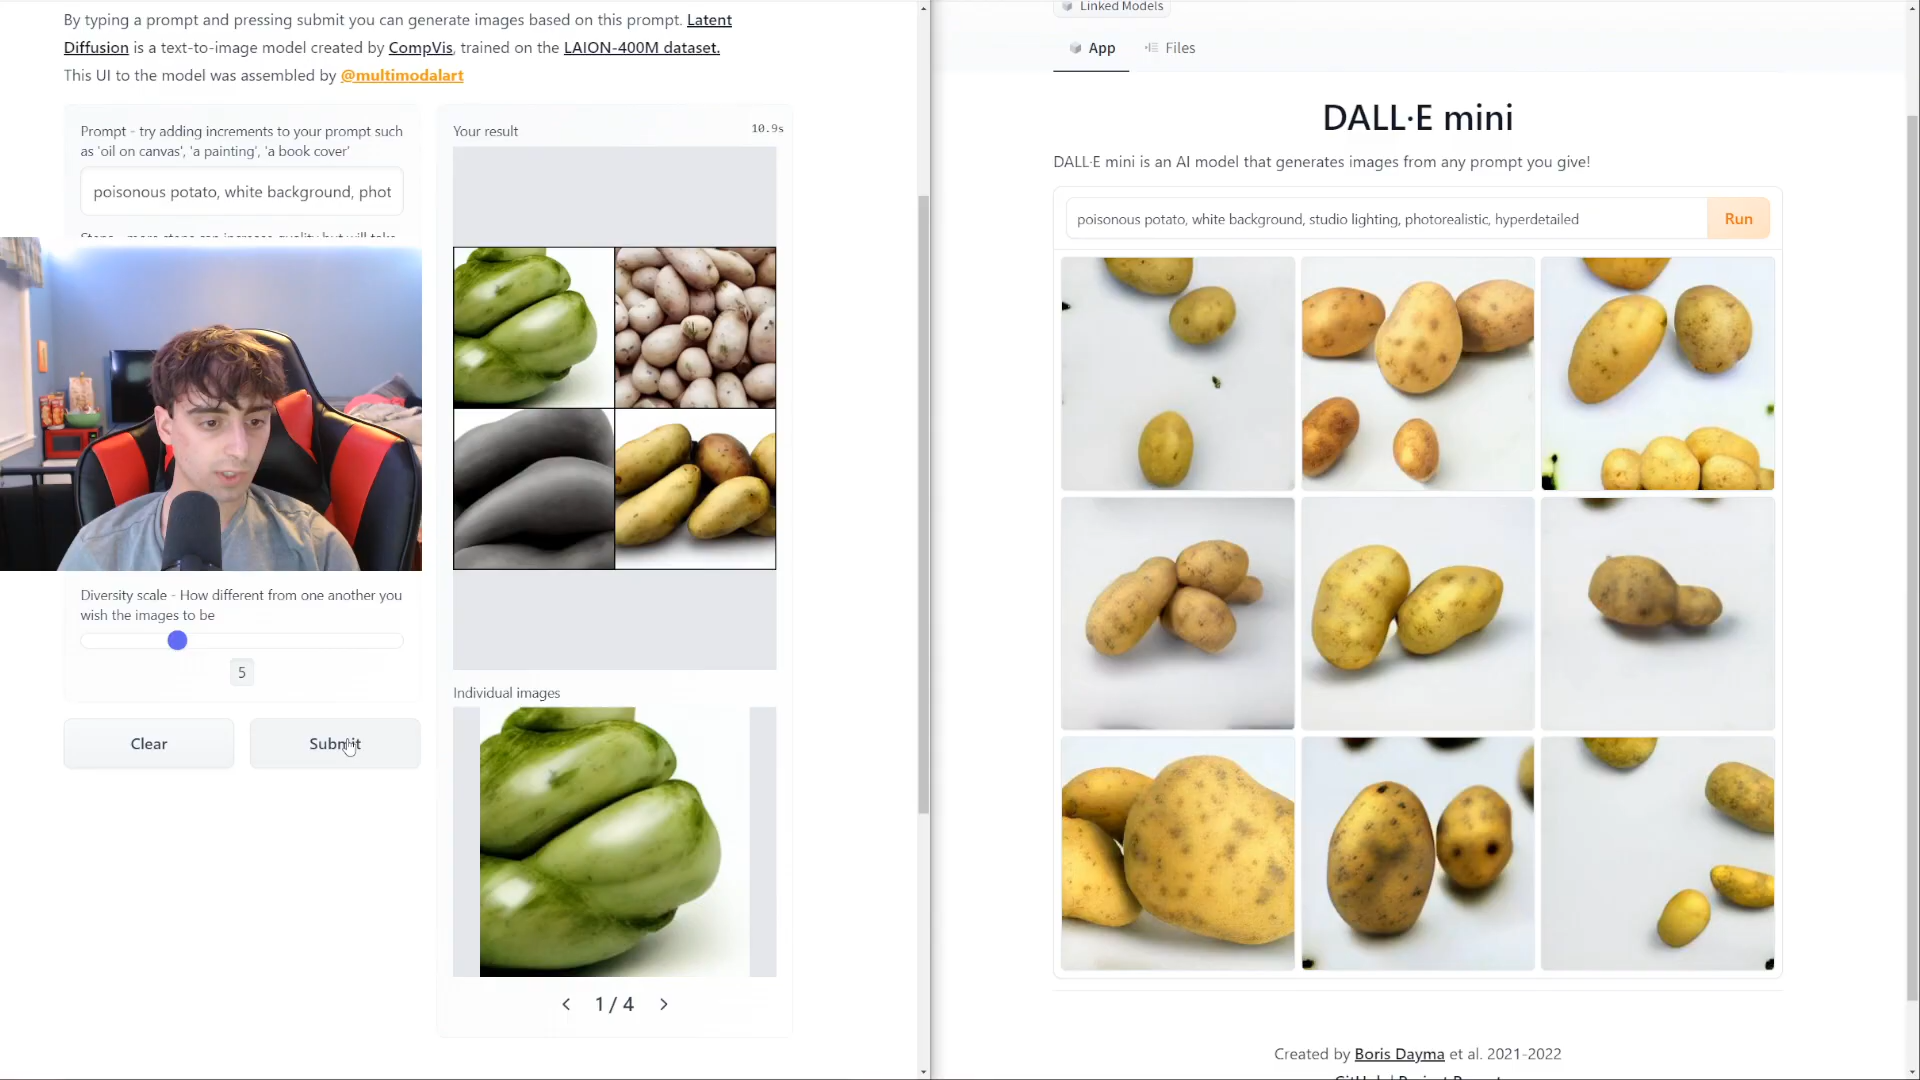 By typing a prompt and pressing submit you can generate images based on this prompt. Latent
Diffusion is a text-to-image model created by CompVis, trained on the LAION-400M dataset.
This UI to the model was assembled by @multimodalart
Prompt - try adding increments to your prompt such
as 'oil on canvas', 'a painting', 'a book cover'
poisonous potato, white background, phot
Diversity scale - How different from one another you
wish the images to be
5
Clear
Submit
Your result
10.9s
Individual images
1 / 4
Linked Models
App
Files
DALL·E mini
DALL·E mini is an AI model that generates images from any prompt you give!
poisonous potato, white background, studio lighting, photorealistic, hyperdetailed
Run
Created by Boris Dayma et al. 2021-2022